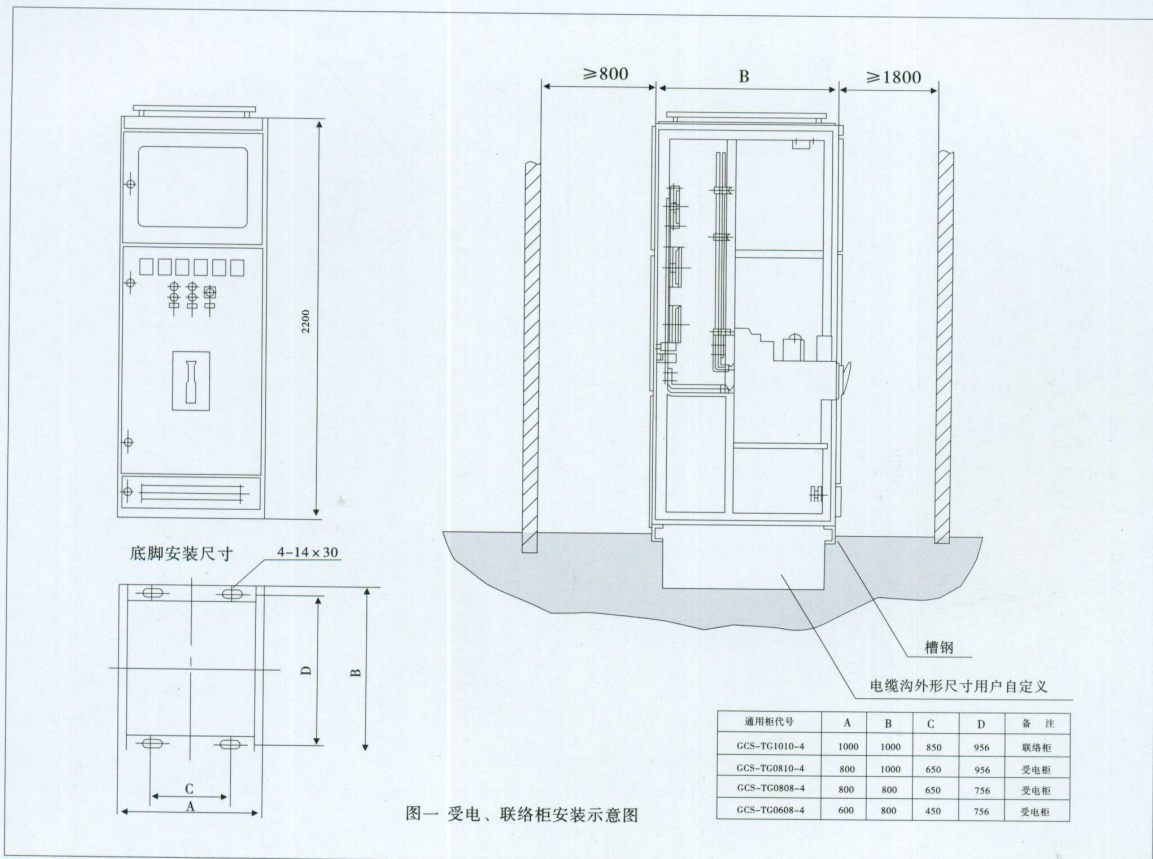 ≥800 B ≥1800
2200
底脚安装尺寸 4-14×30
D B
C
A
槽钢
电缆沟外形尺寸用户自定义
通用柜代号 A B C D 备 注
GCS-TG1010-4 1000 1000 850 956 联络柜
GCS-TG0810-4 800 1000 650 956 受电柜
GCS-TG0808-4 800 800 650 756 受电柜
GCS-TG0608-4 600 800 450 756 受电柜
图一 受电、联络柜安装示意图